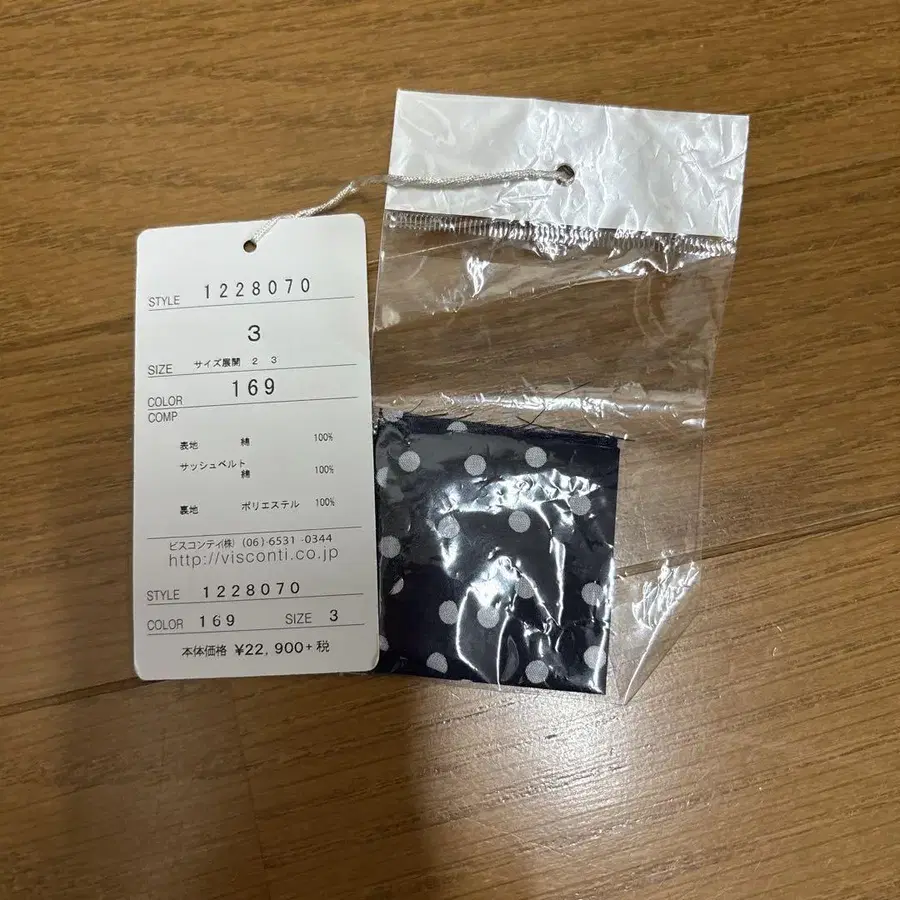 STYLE 1228070
3
SIZE サイズ展開 2 3
COLOR 169
COMP
表地 綿 100%
サッシュベルト
綿 100%
裏地 ポリエステル 100%
ビスコンティ(株) (06)6531-0344
http://visconti.co.jp
STYLE 1228070
COLOR 169 SIZE 3
本体価格 ¥22,900+税